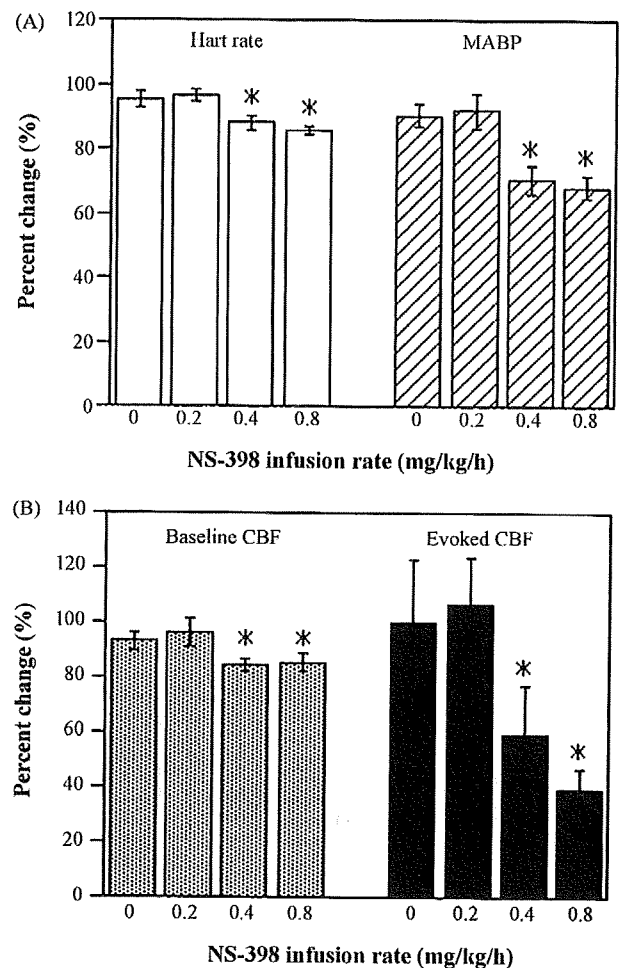 (A)
120
100
80
60
40
20
0
Percent change (%)
Hart rate
MABP
* * * *
0 0.2 0.4 0.8 0 0.2 0.4 0.8
NS-398 infusion rate (mg/kg/h)
(B)
140
120
100
80
60
40
20
0
Percent change (%)
Baseline CBF
Evoked CBF
* * * *
0 0.2 0.4 0.8 0 0.2 0.4 0.8
NS-398 infusion rate (mg/kg/h)